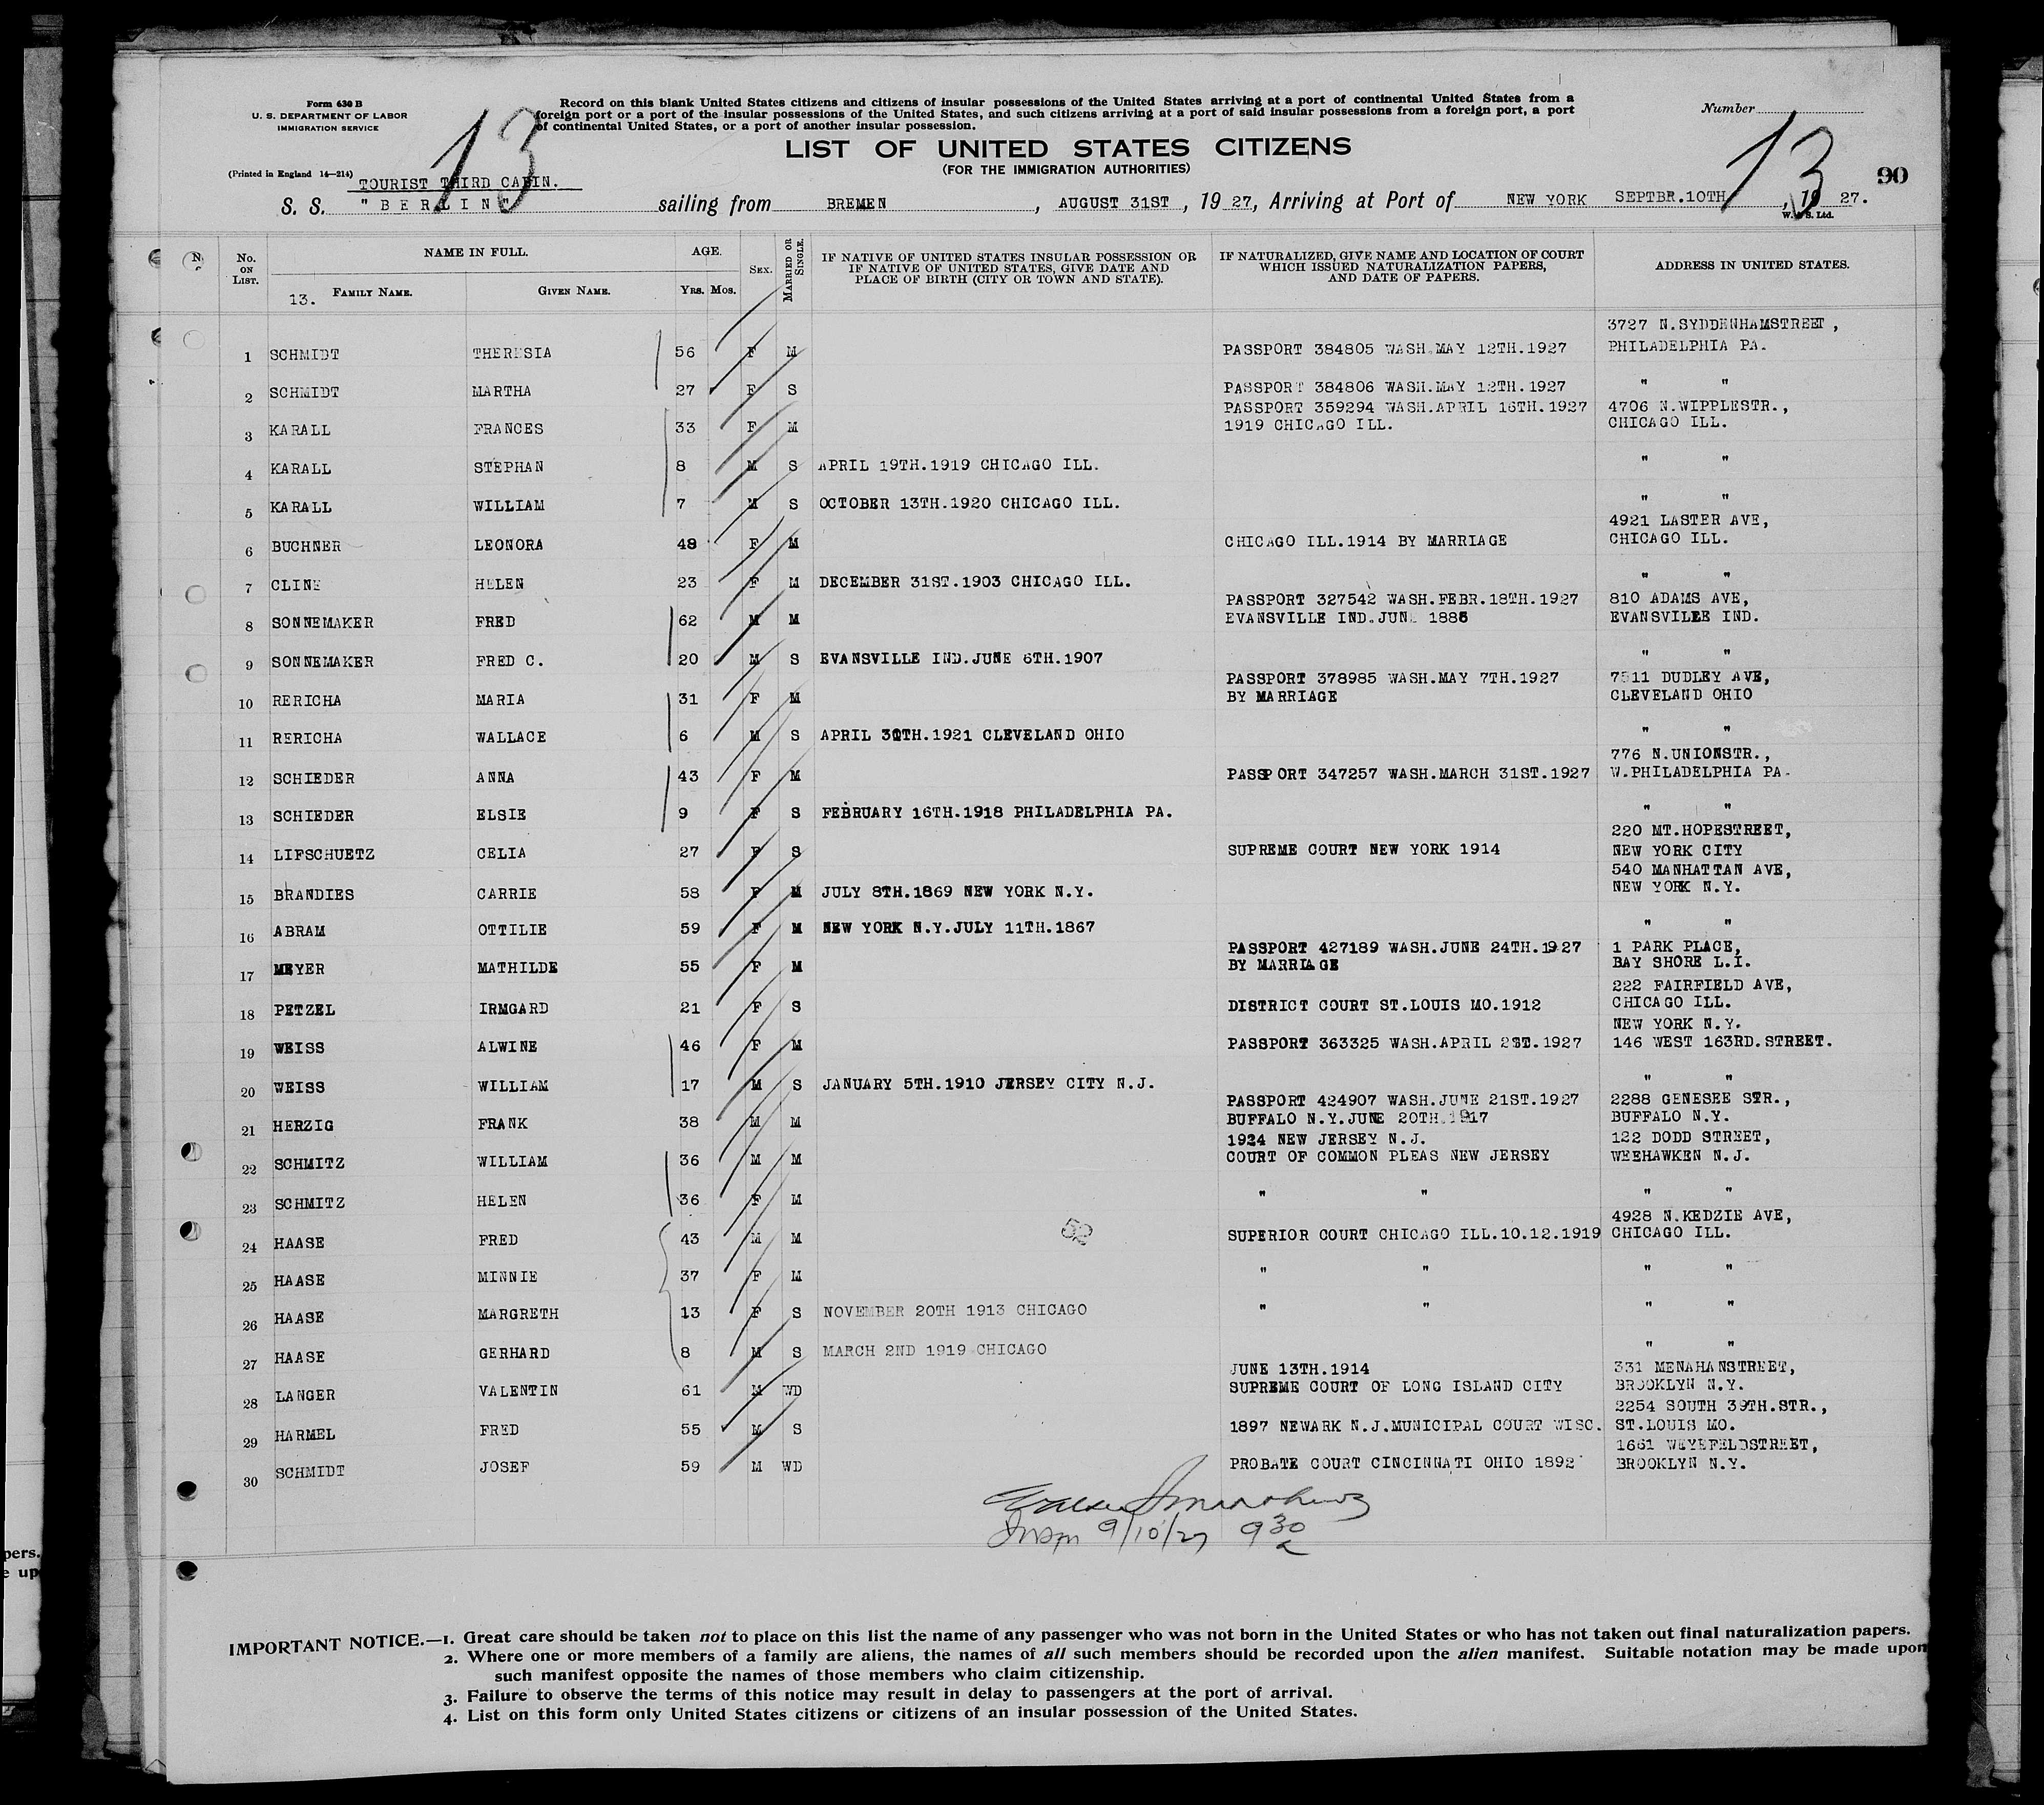 Form 630 B
U. S. DEPARTMENT OF LABOR
IMMIGRATION SERVICE
Record on this blank United States citizens and citizens of insular possessions of the United States arriving at a port of continental United States from a
foreign port or a port of the insular possessions of the United States, and such citizens arriving at a port of said insular possessions from a foreign port, a port
of continental United States, or a port of another insular possession.
Number
13
13
90
LIST OF UNITED STATES CITIZENS
(FOR THE IMMIGRATION AUTHORITIES)
(Printed in England 14—214)
TOURIST THIRD CABIN.
S. S. "BERLIN" sailing from BREMEN, AUGUST 31ST, 1927, Arriving at Port of NEW YORK SEPTBR.10TH, 1927.
W. & S. Ltd.
No. ON LIST. NAME IN FULL. AGE. SEX. MARRIED OR SINGLE. IF NATIVE OF UNITED STATES INSULAR POSSESSION OR IF NATIVE OF UNITED STATES, GIVE DATE AND PLACE OF BIRTH (CITY OR TOWN AND STATE). IF NATURALIZED, GIVE NAME AND LOCATION OF COURT WHICH ISSUED NATURALIZATION PAPERS, AND DATE OF PAPERS. ADDRESS IN UNITED STATES.
13. FAMILY NAME. GIVEN NAME. YRS. MOS.
3727 N.SYDDENHAMSTREET,
1 SCHMIDT THERESIA 56 F M PASSPORT 384805 WASH.MAY 12TH.1927 PHILADELPHIA PA.
2 SCHMIDT MARTHA 27 F S PASSPORT 384806 WASH.MAY 12TH.1927 " "
PASSPORT 359294 WASH.APRIL 16TH.1927 4706 N.WIPPLESTR.,
3 KARALL FRANCES 33 F M 1919 CHICAGO ILL. CHICAGO ILL.
4 KARALL STEPHAN 8 M S APRIL 19TH.1919 CHICAGO ILL. " "
5 KARALL WILLIAM 7 M S OCTOBER 13TH.1920 CHICAGO ILL. " "
4921 LASTER AVE,
6 BUCHNER LEONORA 48 F M CHICAGO ILL.1914 BY MARRIAGE CHICAGO ILL.
7 CLINE HELEN 23 F M DECEMBER 31ST.1903 CHICAGO ILL. " "
PASSPORT 327542 WASH.FEBR.18TH.1927 810 ADAMS AVE,
8 SONNEMAKER FRED 62 M M EVANSVILLE IND.JUNE 1886 EVANSVILLE IND.
9 SONNEMAKER FRED C. 20 M S EVANSVILLE IND.JUNE 6TH.1907 " "
PASSPORT 378985 WASH.MAY 7TH.1927 7511 DUDLEY AVE,
10 RERICHA MARIA 31 F M BY MARRIAGE CLEVELAND OHIO
11 RERICHA WALLACE 6 M S APRIL 30TH.1921 CLEVELAND OHIO " "
776 N.UNIONSTR.,
12 SCHIEDER ANNA 43 F M PASSPORT 347257 WASH.MARCH 31ST.1927 W.PHILADELPHIA PA.
13 SCHIEDER ELSIE 9 F S FEBRUARY 16TH.1918 PHILADELPHIA PA. " "
220 MT.HOPESTREET,
14 LIFSCHUETZ CELIA 27 F S SUPREME COURT NEW YORK 1914 NEW YORK CITY
540 MANHATTAN AVE,
15 BRANDIES CARRIE 58 F M JULY 8TH.1869 NEW YORK N.Y. NEW YORK N.Y.
16 ABRAM OTTILIE 59 F M NEW YORK N.Y.JULY 11TH.1867 " "
PASSPORT 427189 WASH.JUNE 24TH.1927 1 PARK PLACE,
17 MEYER MATHILDE 55 F M BY MARRIAGE BAY SHORE L.I.
222 FAIRFIELD AVE,
18 PETZEL IRMGARD 21 F S DISTRICT COURT ST.LOUIS MO.1912 CHICAGO ILL.
NEW YORK N.Y.
19 WEISS ALWINE 46 F M PASSPORT 363325 WASH.APRIL 1927 146 WEST 163RD.STREET.
20 WEISS WILLIAM 17 M S JANUARY 5TH.1910 JERSEY CITY N.J. " "
PASSPORT 424907 WASH.JUNE 21ST.1927 2288 GENESEE STR.,
21 HERZIG FRANK 38 M M BUFFALO N.Y.JUNE 20TH.1917 BUFFALO N.Y.
1924 NEW JERSEY N.J. 122 DODD STREET,
22 SCHMITZ WILLIAM 36 M M COURT OF COMMON PLEAS NEW JERSEY WEEHAWKEN N.J.
23 SCHMITZ HELEN 36 F M " " " "
52
4928 N.KEDZIE AVE,
24 HAASE FRED 43 M M SUPERIOR COURT CHICAGO ILL.10.12.1919 CHICAGO ILL.
25 HAASE MINNIE 37 F M " " " "
26 HAASE MARGRETH 13 F S NOVEMBER 20TH 1913 CHICAGO " " " "
27 HAASE GERHARD 8 M S MARCH 2ND 1919 CHICAGO " "
JUNE 13TH.1914 331 MENAHANSTREET,
28 LANGER VALENTIN 61 M WD SUPREME COURT OF LONG ISLAND CITY BROOKLYN N.Y.
2254 SOUTH 39TH.STR.,
29 HARMEL FRED 55 M S 1897 NEWARK N.J.MUNICIPAL COURT WISC. ST.LOUIS MO.
1661 WEYEFELDSTREET,
30 SCHMIDT JOSEF 59 M WD PROBATE COURT CINCINNATI OHIO 1892 BROOKLYN N.Y.
Insp 9/10/27 9 30 a
IMPORTANT NOTICE.—1. Great care should be taken not to place on this list the name of any passenger who was not born in the United States or who has not taken out final naturalization papers.
2. Where one or more members of a family are aliens, the names of all such members should be recorded upon the alien manifest. Suitable notation may be made upon
such manifest opposite the names of those members who claim citizenship.
3. Failure to observe the terms of this notice may result in delay to passengers at the port of arrival.
4. List on this form only United States citizens or citizens of an insular possession of the United States.
pers.
e up